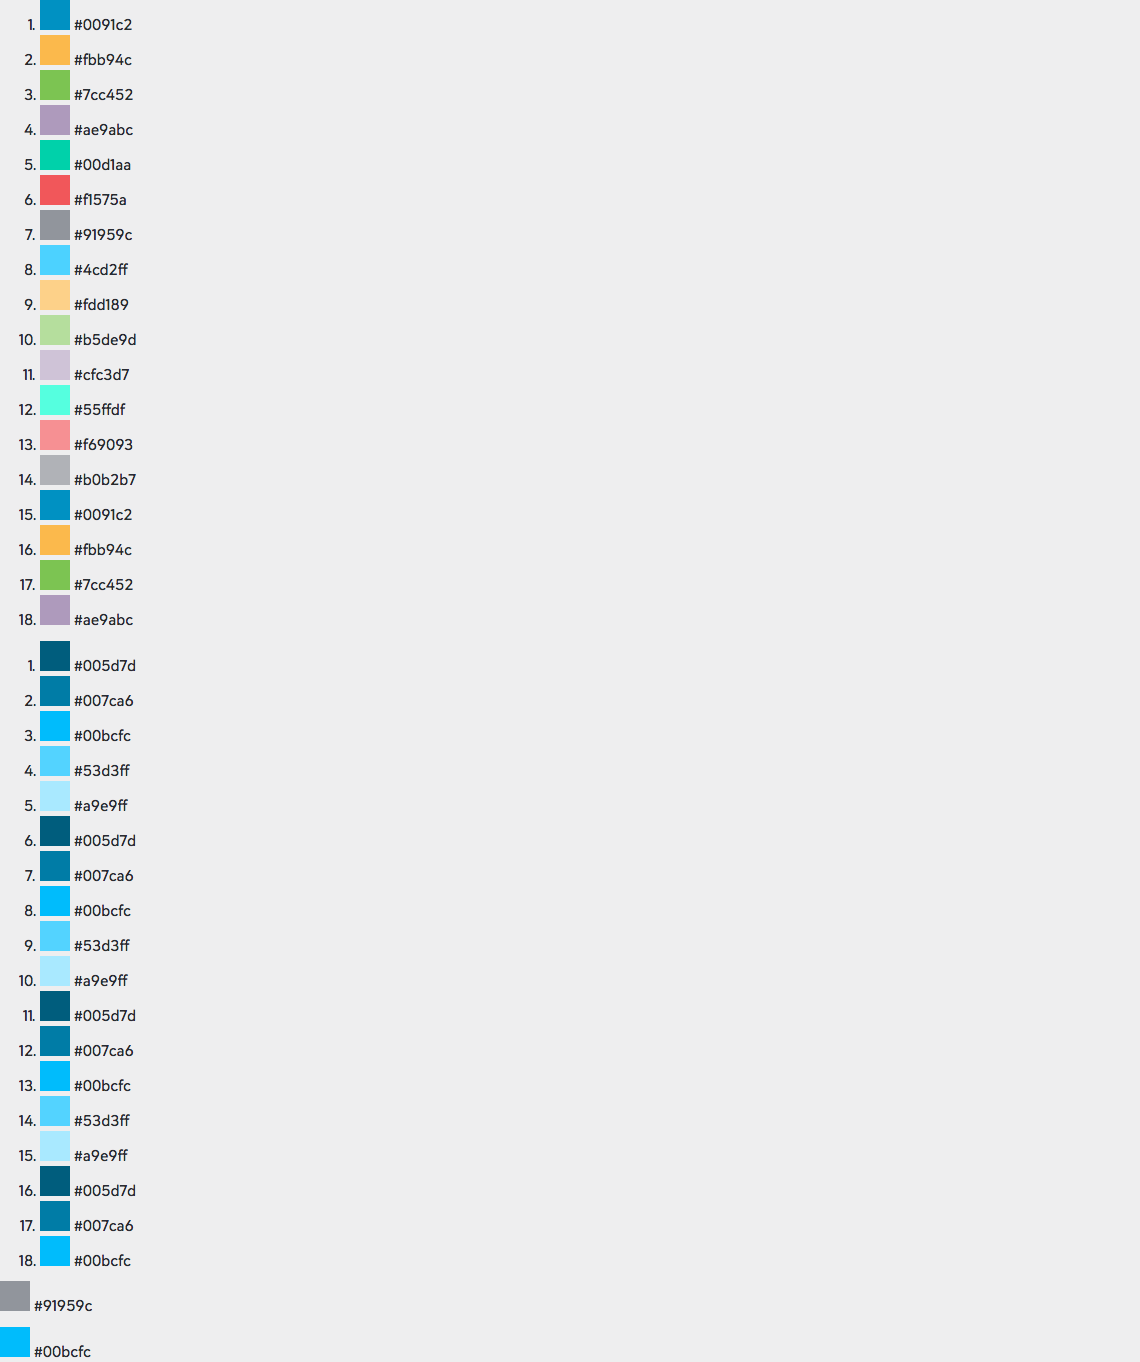 1. #0091c2
2. #fbb94c
3. #7cc452
4. #ae9abc
5. #00d1aa
6. #f1575a
7. #91959c
8. #4cd2ff
9. #fdd189
10. #b5de9d
11. #cfc3d7
12. #55ffdf
13. #f69093
14. #b0b2b7
15. #0091c2
16. #fbb94c
17. #7cc452
18. #ae9abc
1. #005d7d
2. #007ca6
3. #00bcfc
4. #53d3ff
5. #a9e9ff
6. #005d7d
7. #007ca6
8. #00bcfc
9. #53d3ff
10. #a9e9ff
11. #005d7d
12. #007ca6
13. #00bcfc
14. #53d3ff
15. #a9e9ff
16. #005d7d
17. #007ca6
18. #00bcfc
#91959c
#00bcfc